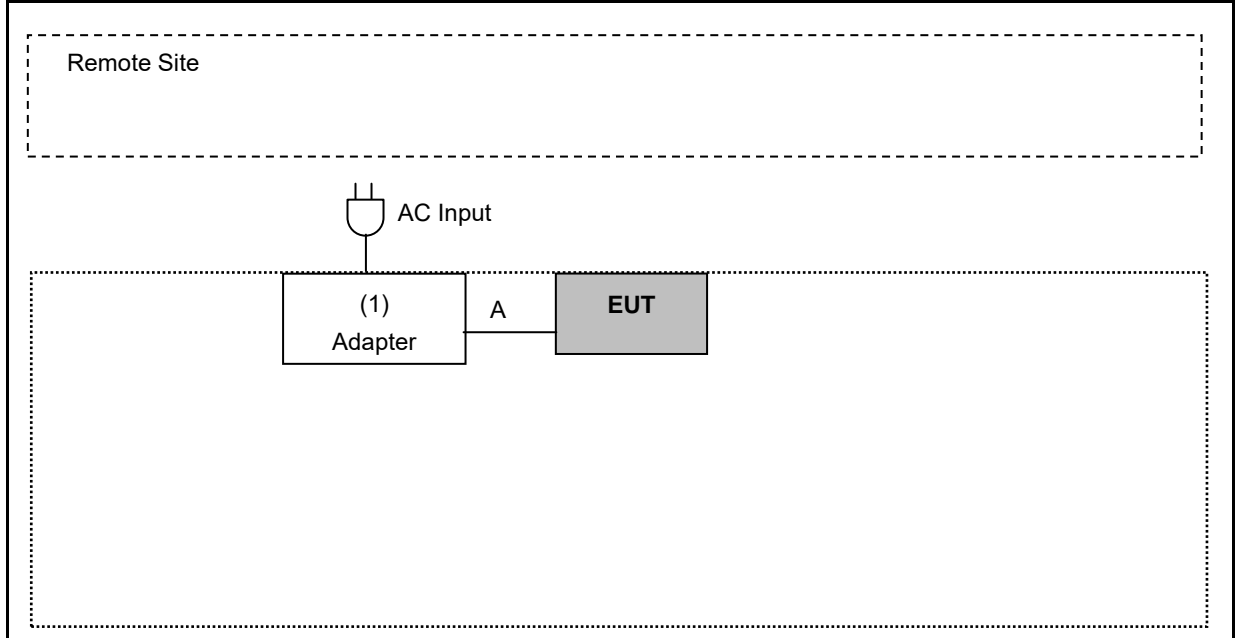 Remote Site
AC Input
(1)
Adapter
A
EUT